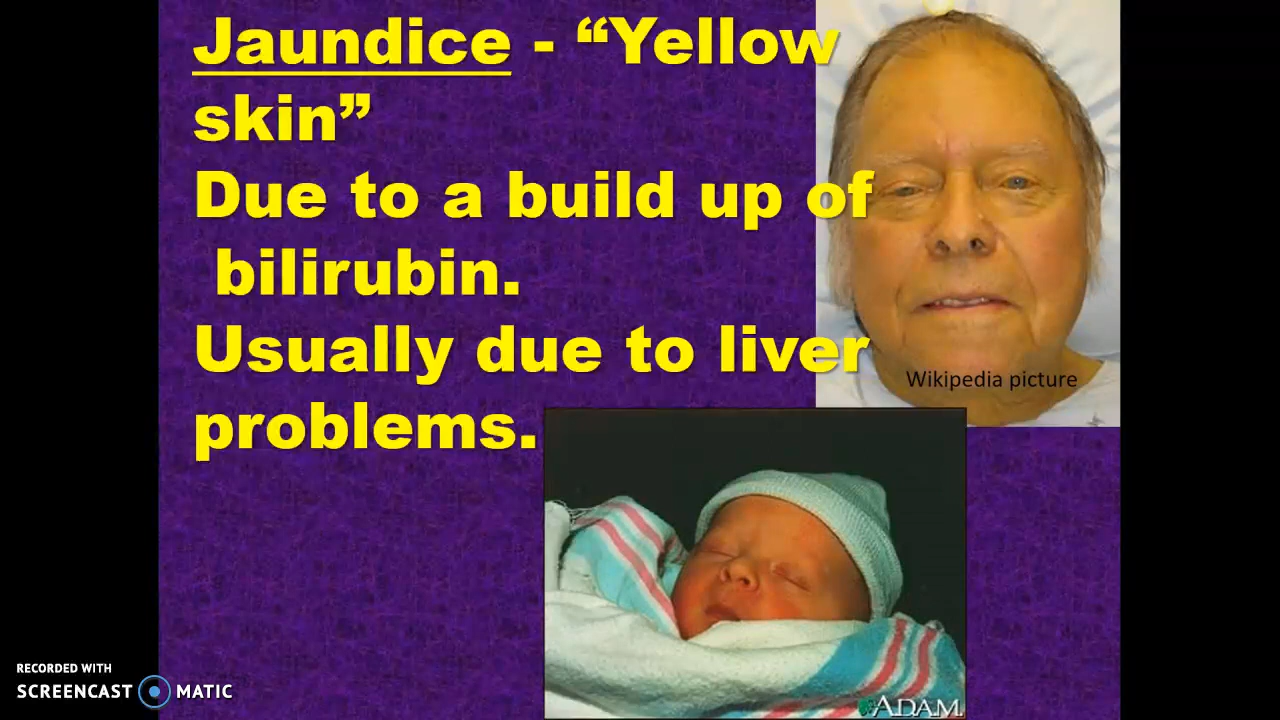 Jaundice - “Yellow
skin”
Due to a build up of
bilirubin.
Usually due to liver
problems.
Wikipedia picture
A.D.A.M.
RECORDED WITH
SCREENCAST MATIC